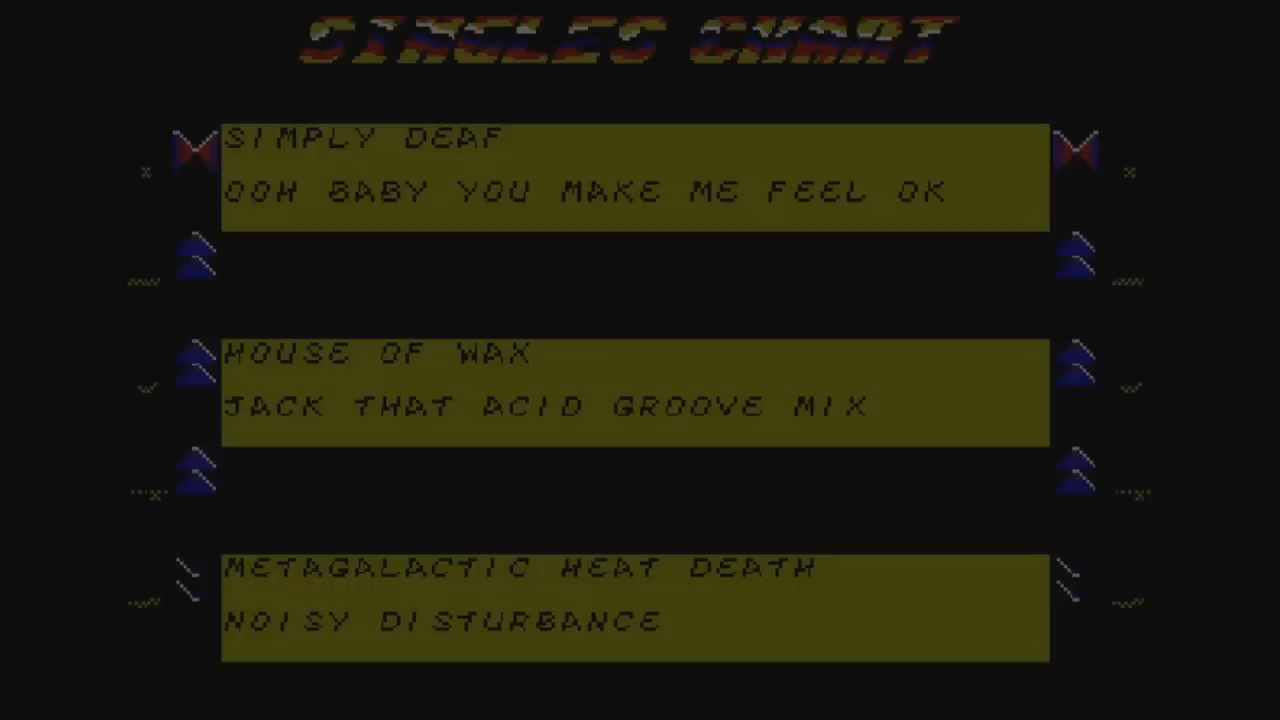 SINGLES CHART
SIMPLY DEAF
OOH BABY YOU MAKE ME FEEL OK
HOUSE OF WAX
JACK THAT ACID GROOVE MIX
METAGALACTIC HEAT DEATH
NOISY DISTURBANCE